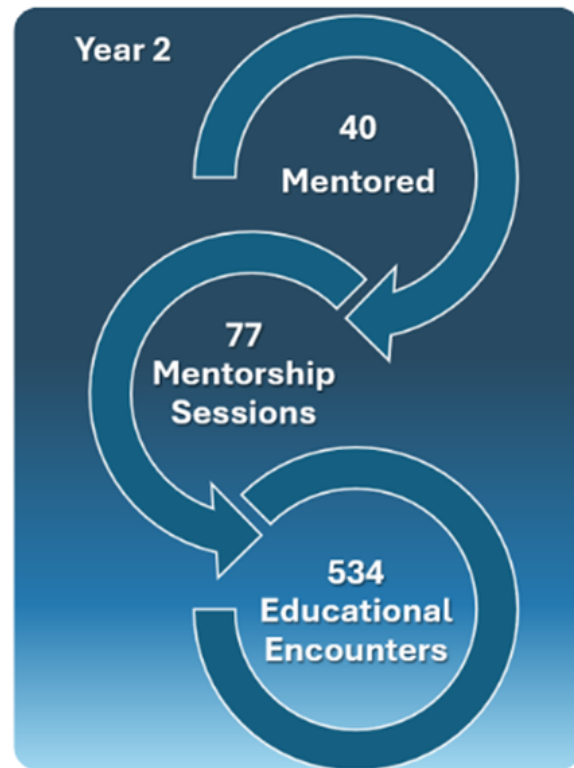 Year 2
40
Mentored
77
Mentorship
Sessions
534
Educational
Encounters